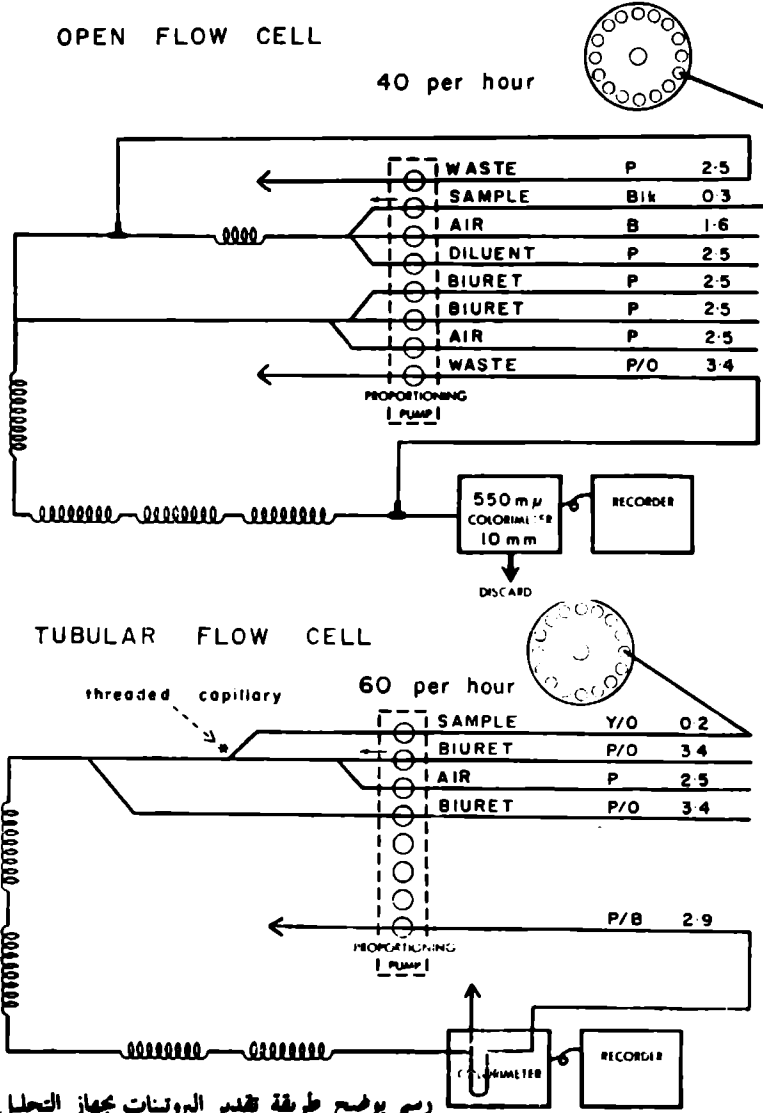 OPEN FLOW CELL
40 per hour
WASTE P 2·5
SAMPLE Blk 0·3
AIR B 1·6
DILUENT P 2·5
BIURET P 2·5
BIURET P 2·5
AIR P 2·5
WASTE P/O 3·4
PROPORTIONING
PUMP
550 mµ
COLORIMETER
10 mm
RECORDER
DISCARD
TUBULAR FLOW CELL
threaded capillary
60 per hour
*
SAMPLE Y/O 0·2
BIURET P/O 3 4
AIR P 2·5
BIURET P/O 3·4
P/B 2·9
PROPORTIONING
PUMP
COLORIMETER
RECORDER
رسم يوضح طريقة تقدير البروتينات بجهاز التحليل